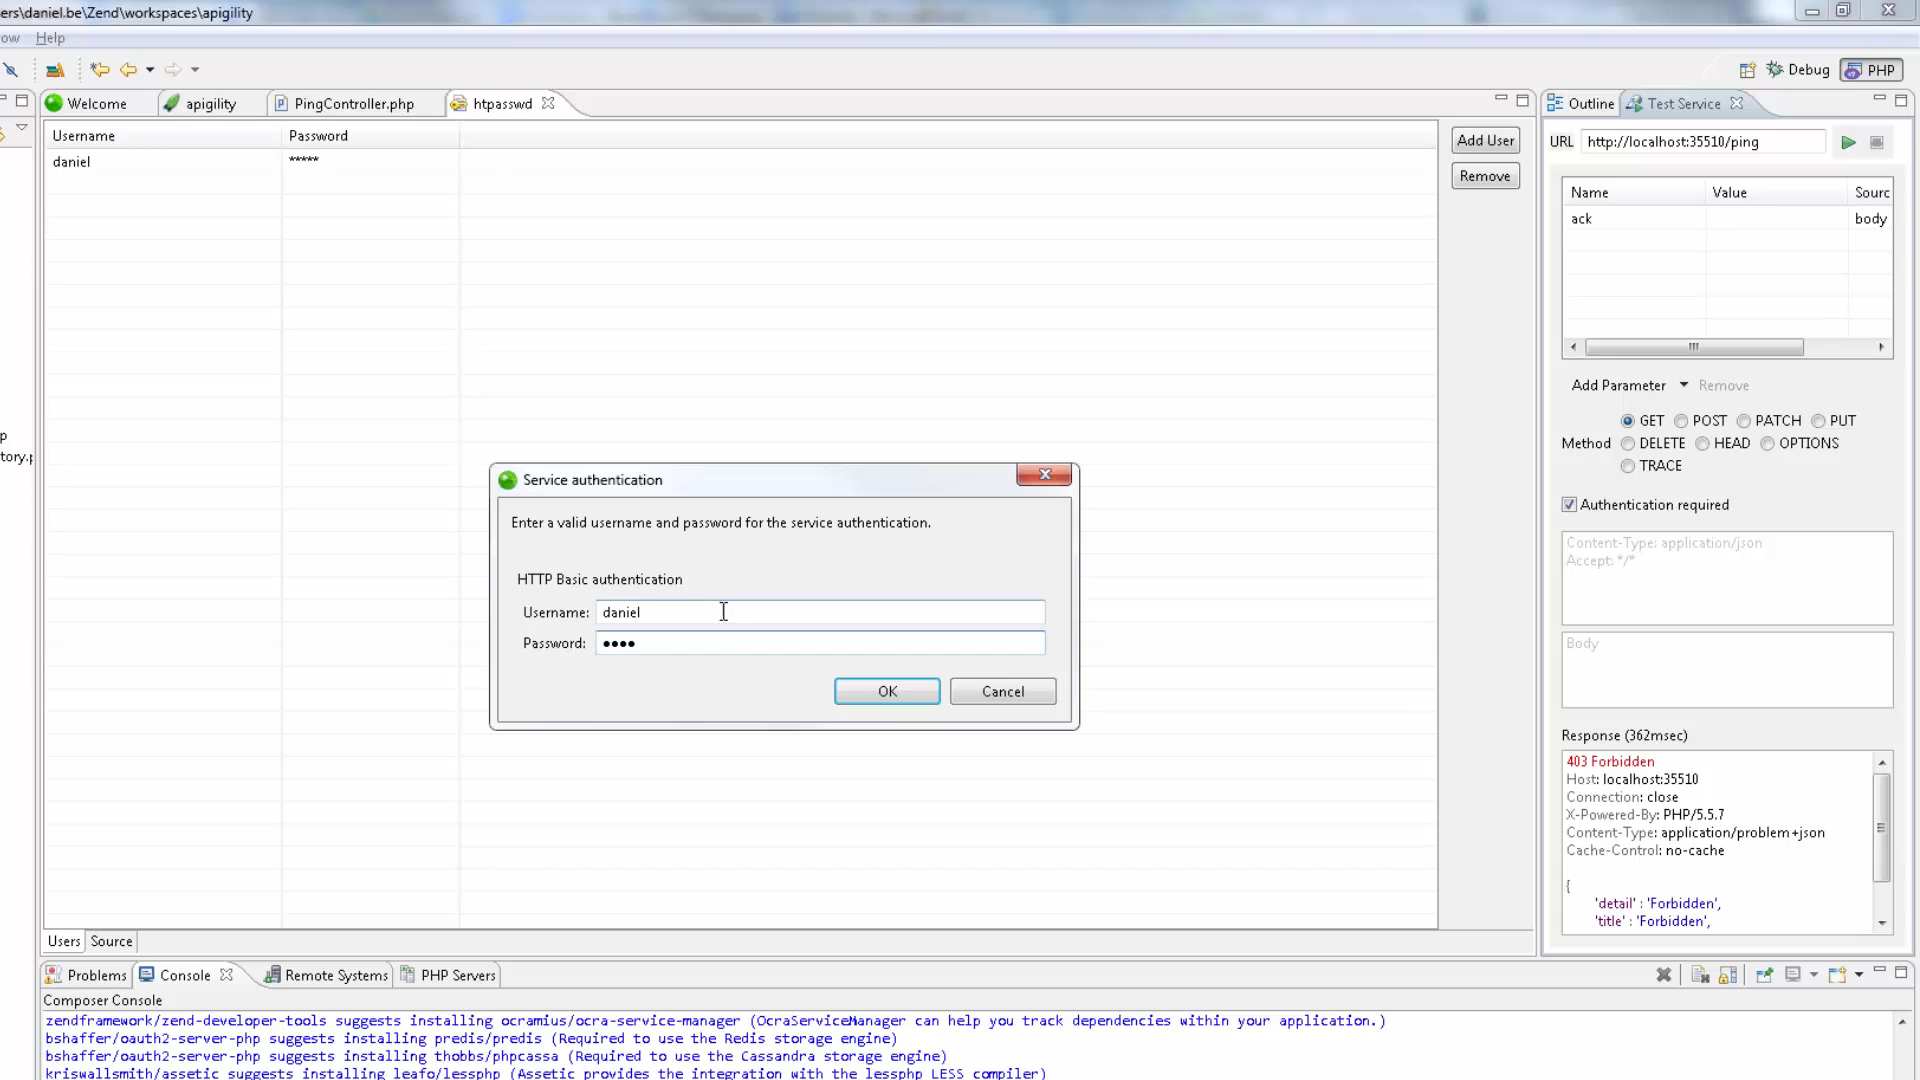 ers\daniel.be\Zend\workspaces\apigility
ow Help
Debug PHP
Welcome apigility PingController.php htpasswd
Outline Test Service
Username Password
daniel *****
Add User
Remove
URL http://localhost:35510/ping
Name Value Sourc
ack body
Add Parameter Remove
GET POST PATCH PUT
Method DELETE HEAD OPTIONS
TRACE
p
tory.p
Authentication required
Content-Type: application/json
Accept: */*
Body
Service authentication
Enter a valid username and password for the service authentication.
HTTP Basic authentication
Username: daniel
Password: ●●●●
OK Cancel
Response (362msec)
403 Forbidden
Host: localhost:35510
Connection: close
X-Powered-By: PHP/5.5.7
Content-Type: application/problem+json
Cache-Control: no-cache
{
'detail' : 'Forbidden',
'title' : 'Forbidden',
Users Source
Problems Console Remote Systems PHP Servers
Composer Console
zendframework/zend-developer-tools suggests installing ocramius/ocra-service-manager (OcraServiceManager can help you track dependencies within your application.)
bshaffer/oauth2-server-php suggests installing predis/predis (Required to use the Redis storage engine)
bshaffer/oauth2-server-php suggests installing thobbs/phpcassa (Required to use the Cassandra storage engine)
kriswallsmith/assetic suggests installing leafo/lessphp (Assetic provides the integration with the lessphp LESS compiler)